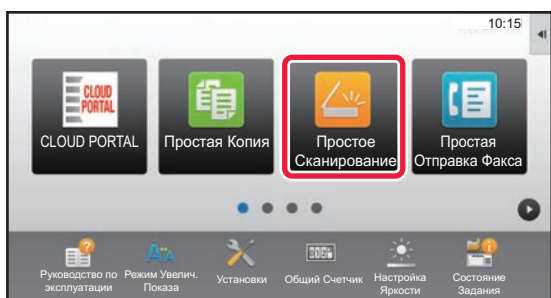 10:15
CLOUD
PORTAL
CLOUD PORTAL
Простая Копия
Простое
Сканирование
Простая
Отправка Факса
Руководство по
эксплуатации
Режим Увелич.
Показа
Установки
Общий Счетчик
Настройка
Яркости
Состояние
Задания